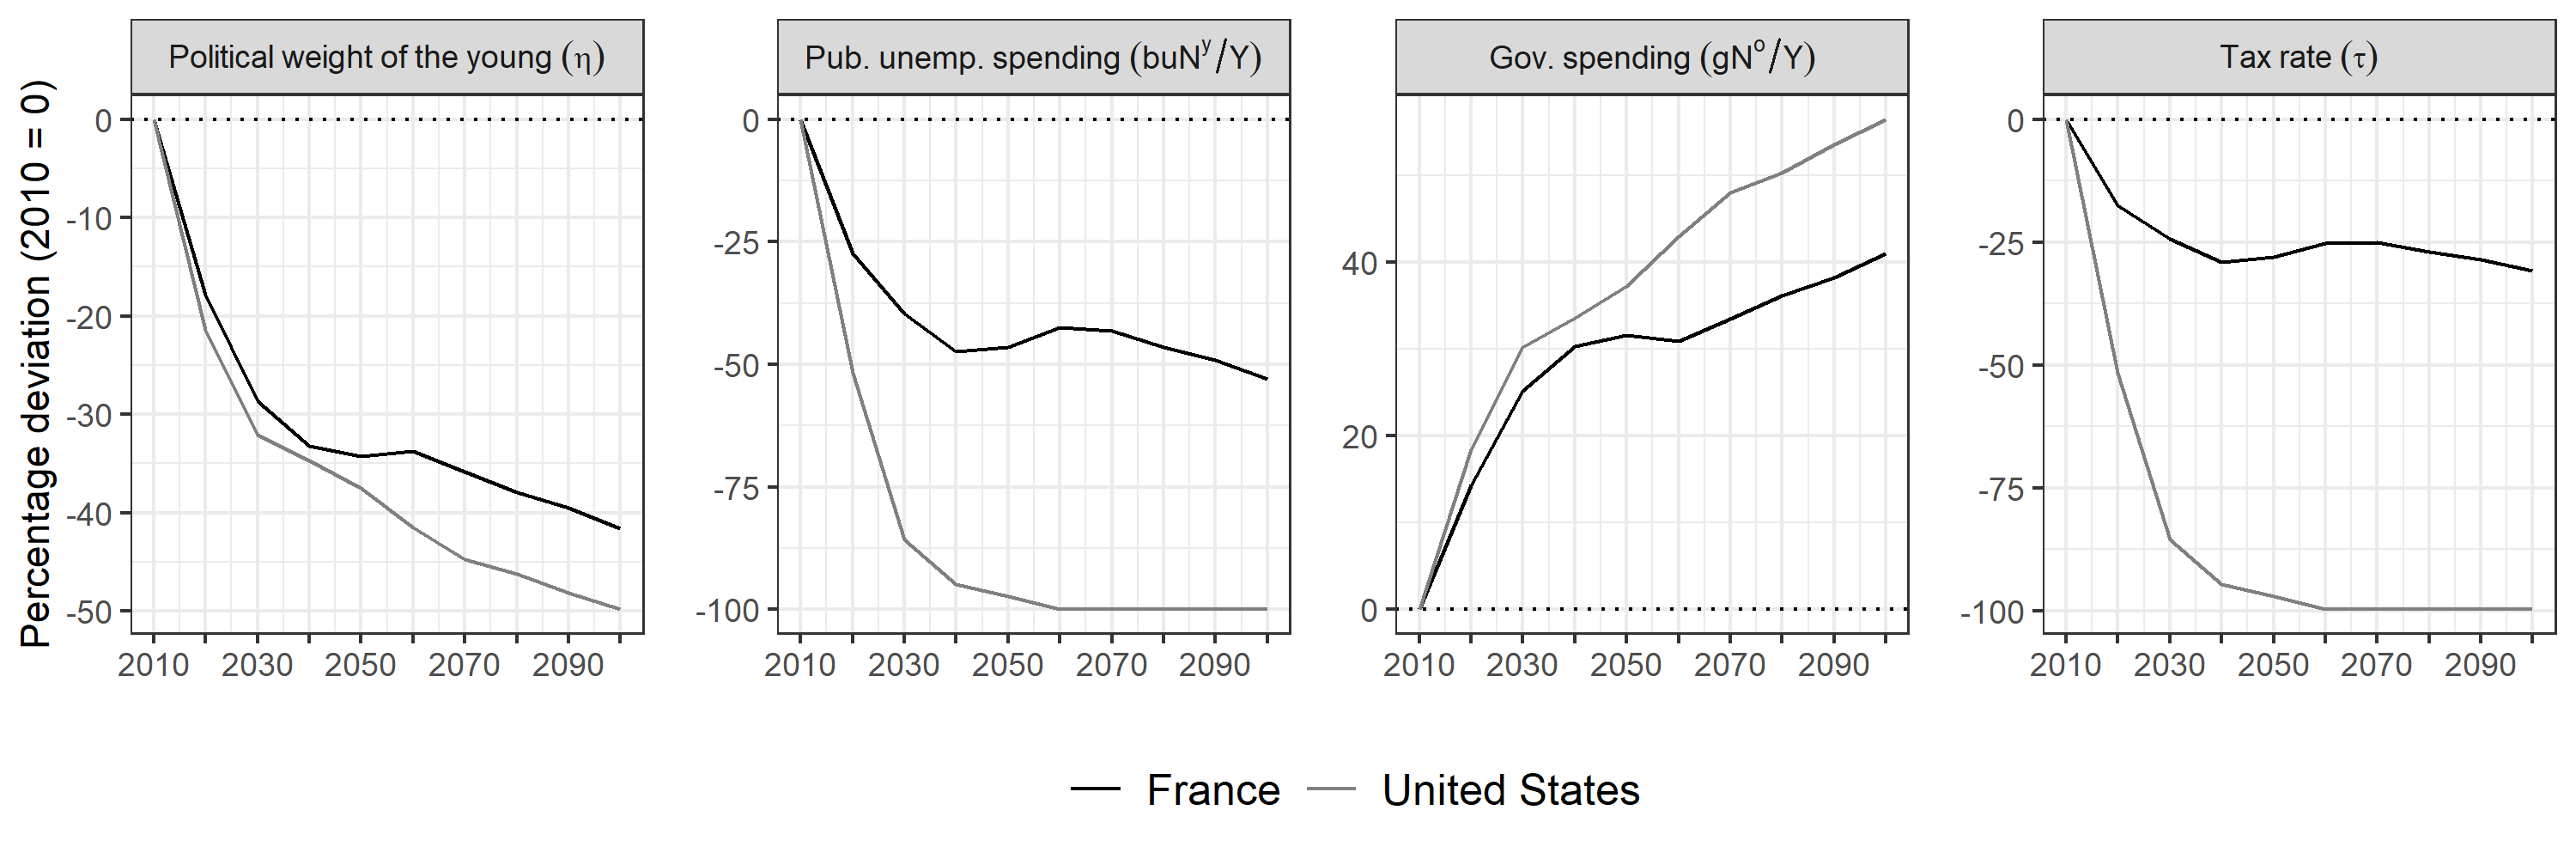 Political weight of the young (η)
Pub. unemp. spending (buNʸ/Y)
Gov. spending (gNᵒ/Y)
Tax rate (τ)
Percentage deviation (2010 = 0)
0
-10
-20
-30
-40
-50
2010 2030 2050 2070 2090
0
-25
-50
-75
-100
2010 2030 2050 2070 2090
40
20
0
2010 2030 2050 2070 2090
0
-25
-50
-75
-100
2010 2030 2050 2070 2090
France United States